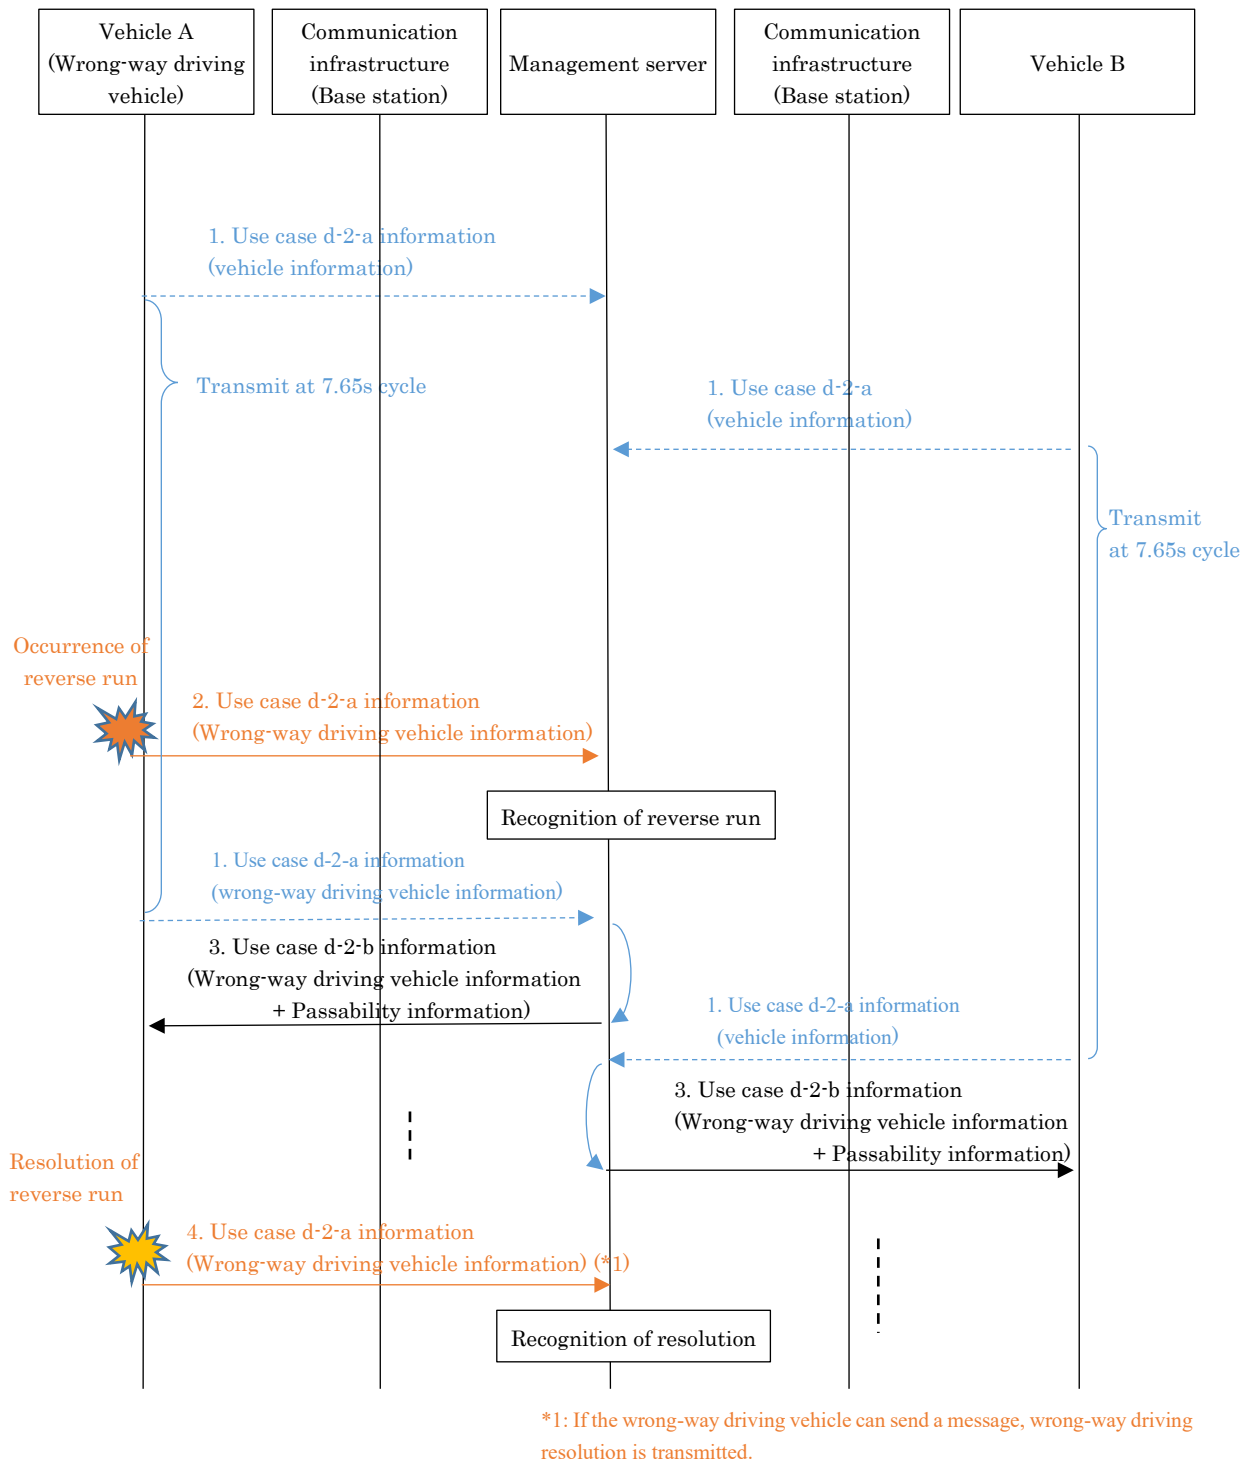 Vehicle A
(Wrong-way driving
vehicle)
Communication
infrastructure
(Base station)
Management server
Communication
infrastructure
(Base station)
Vehicle B
1. Use case d-2-a information
(vehicle information)
Transmit at 7.65s cycle
1. Use case d-2-a
(vehicle information)
Transmit
at 7.65s cycle
Occurrence of
reverse run
2. Use case d-2-a information
(Wrong-way driving vehicle information)
Recognition of reverse run
1. Use case d-2-a information
(wrong-way driving vehicle information)
3. Use case d-2-b information
(Wrong-way driving vehicle information
+ Passability information)
1. Use case d-2-a information
(vehicle information)
3. Use case d-2-b information
(Wrong-way driving vehicle information
+ Passability information)
Resolution of
reverse run
4. Use case d-2-a information
(Wrong-way driving vehicle information) (*1)
Recognition of resolution
*1: If the wrong-way driving vehicle can send a message, wrong-way driving
resolution is transmitted.